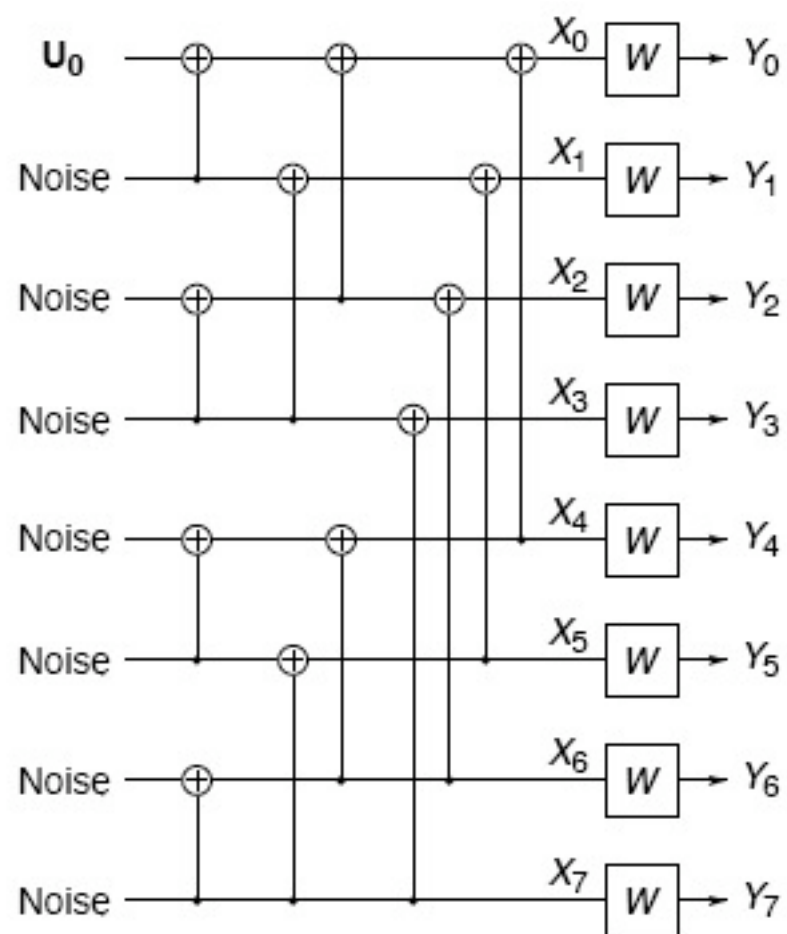 U₀ X₀ W Y₀
Noise X₁ W Y₁
Noise X₂ W Y₂
Noise X₃ W Y₃
Noise X₄ W Y₄
Noise X₅ W Y₅
Noise X₆ W Y₆
Noise X₇ W Y₇